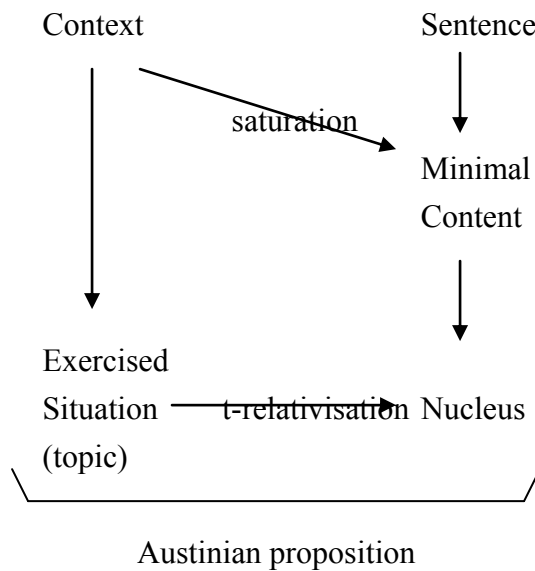 Context
Sentence
saturation
Minimal
Content
Exercised
Situation
(topic)
t-relativisation
Nucleus
Austinian proposition